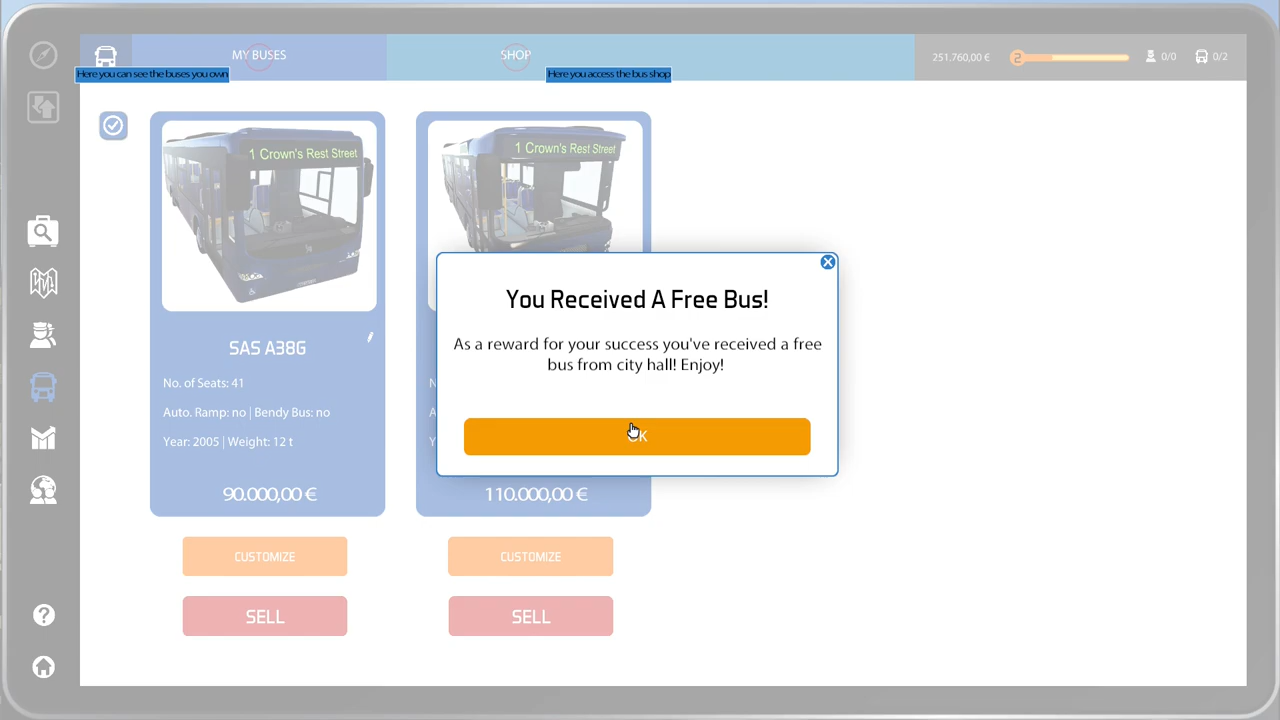 MY BUSES
SHOP
251.760,00 €
2
0/0
0/2
Here you can see the buses you own
Here you access the bus shop
1 Crown's Rest Street
1 Crown's Rest Street
SAS A38G
No. of Seats: 41
Auto. Ramp: no | Bendy Bus: no
Year: 2005 | Weight: 12 t
90.000,00 €
N
A
Y
110.000,00 €
You Received A Free Bus!
As a reward for your success you've received a free
bus from city hall! Enjoy!
OK
CUSTOMIZE
CUSTOMIZE
SELL
SELL